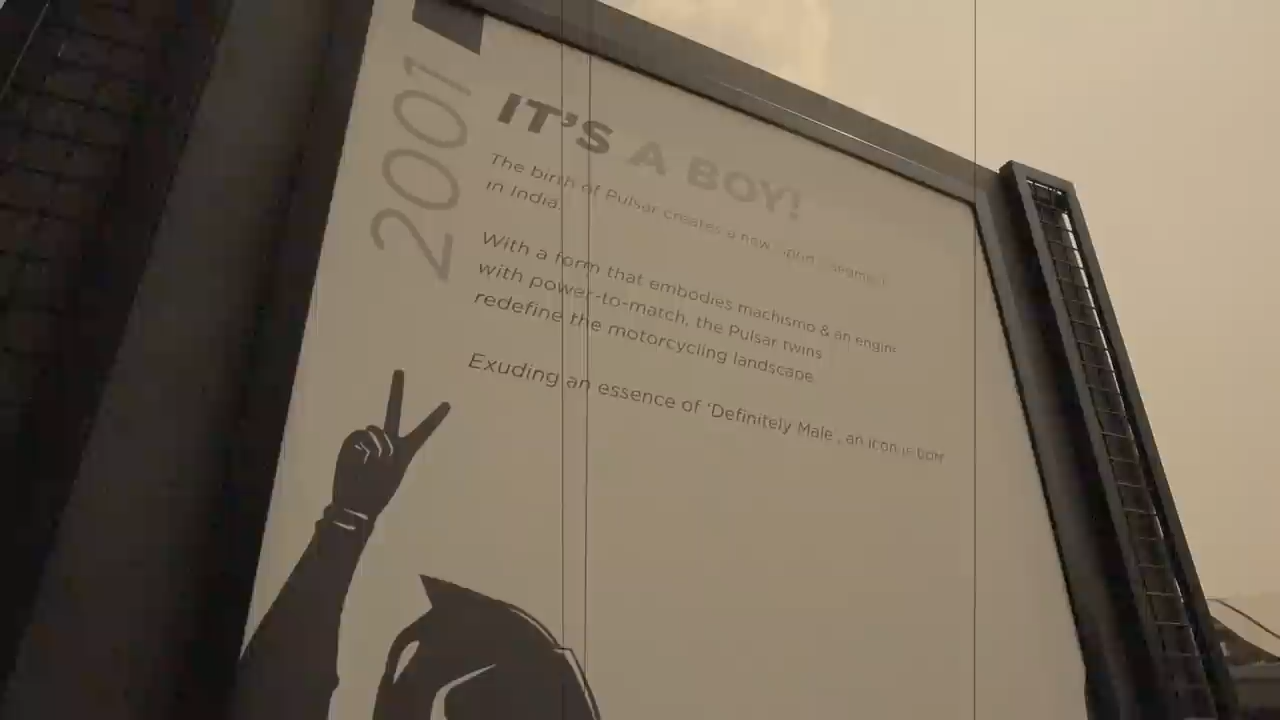 2001
IT'S A BOY!
The birth of Pulsar creates a new sport segment
in India.
With a form that embodies machismo & an engine
with power-to-match, the Pulsar twins
redefine the motorcycling landscape
Exuding an essence of 'Definitely Male', an icon is born